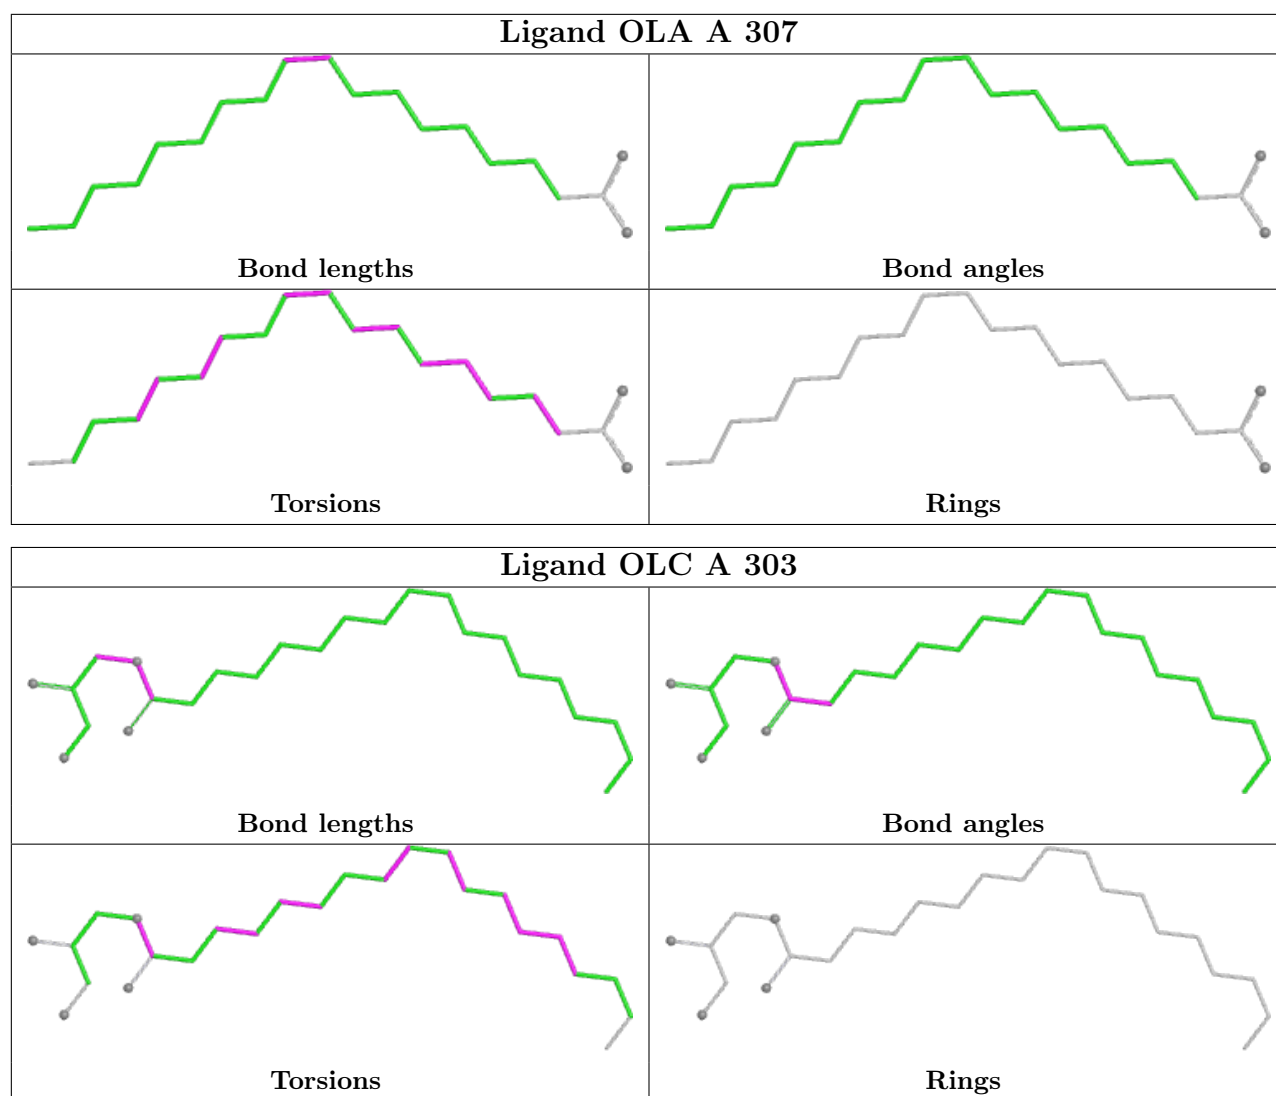 Ligand OLA A 307
Bond lengths
Bond angles
Torsions
Rings
Ligand OLC A 303
Bond lengths
Bond angles
Torsions
Rings